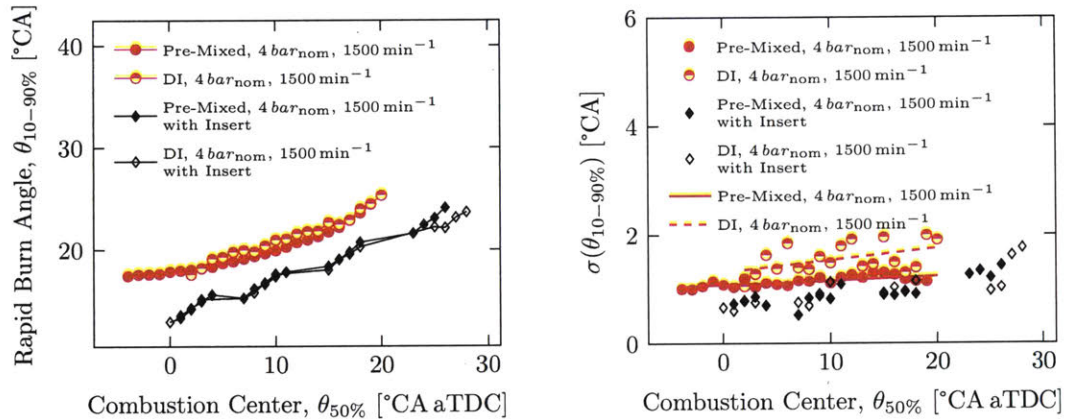 Rapid Burn Angle, θ10−90% [°CA]
40
30
20
Pre-Mixed, 4 barnom, 1500 min−1
DI, 4 barnom, 1500 min−1
Pre-Mixed, 4 barnom, 1500 min−1
with Insert
DI, 4 barnom, 1500 min−1
with Insert
0
10
20
30
Combustion Center, θ50% [°CA aTDC]
σ(θ10−90%) [°CA]
6
4
2
0
Pre-Mixed, 4 barnom, 1500 min−1
DI, 4 barnom, 1500 min−1
Pre-Mixed, 4 barnom, 1500 min−1
with Insert
DI, 4 barnom, 1500 min−1
with Insert
Pre-Mixed, 4 barnom, 1500 min−1
DI, 4 barnom, 1500 min−1
0
10
20
30
Combustion Center, θ50% [°CA aTDC]